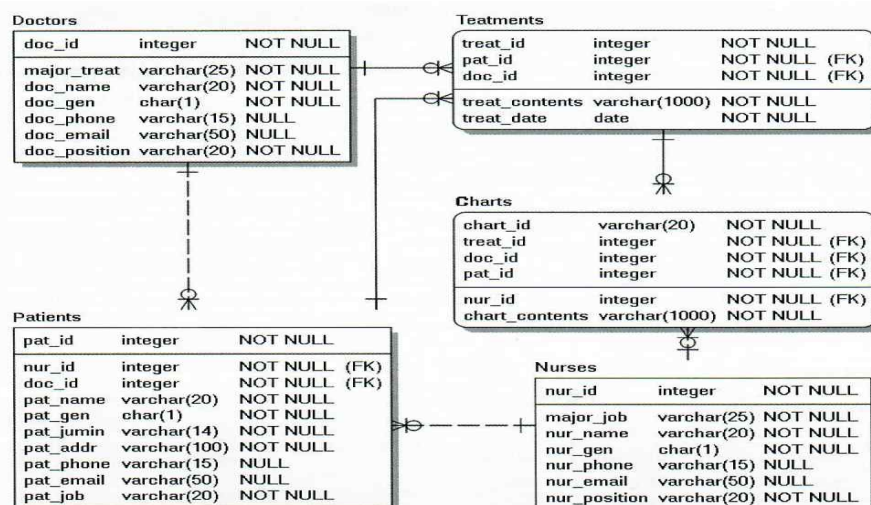 Doctors
doc_id integer NOT NULL
major_treat varchar(25) NOT NULL
doc_name varchar(20) NOT NULL
doc_gen char(1) NOT NULL
doc_phone varchar(15) NULL
doc_email varchar(50) NULL
doc_position varchar(20) NOT NULL
Teatments
treat_id integer NOT NULL
pat_id integer NOT NULL (FK)
doc_id integer NOT NULL (FK)
treat_contents varchar(1000) NOT NULL
treat_date date NOT NULL
Charts
chart_id varchar(20) NOT NULL
treat_id integer NOT NULL (FK)
doc_id integer NOT NULL (FK)
pat_id integer NOT NULL (FK)
nur_id integer NOT NULL (FK)
chart_contents varchar(1000) NOT NULL
Patients
pat_id integer NOT NULL
nur_id integer NOT NULL (FK)
doc_id integer NOT NULL (FK)
pat_name varchar(20) NOT NULL
pat_gen char(1) NOT NULL
pat_jumin varchar(14) NOT NULL
pat_addr varchar(100) NOT NULL
pat_phone varchar(15) NULL
pat_email varchar(50) NULL
pat_job varchar(20) NOT NULL
Nurses
nur_id integer NOT NULL
major_job varchar(25) NOT NULL
nur_name varchar(20) NOT NULL
nur_gen char(1) NOT NULL
nur_phone varchar(15) NULL
nur_email varchar(50) NULL
nur_position varchar(20) NOT NULL